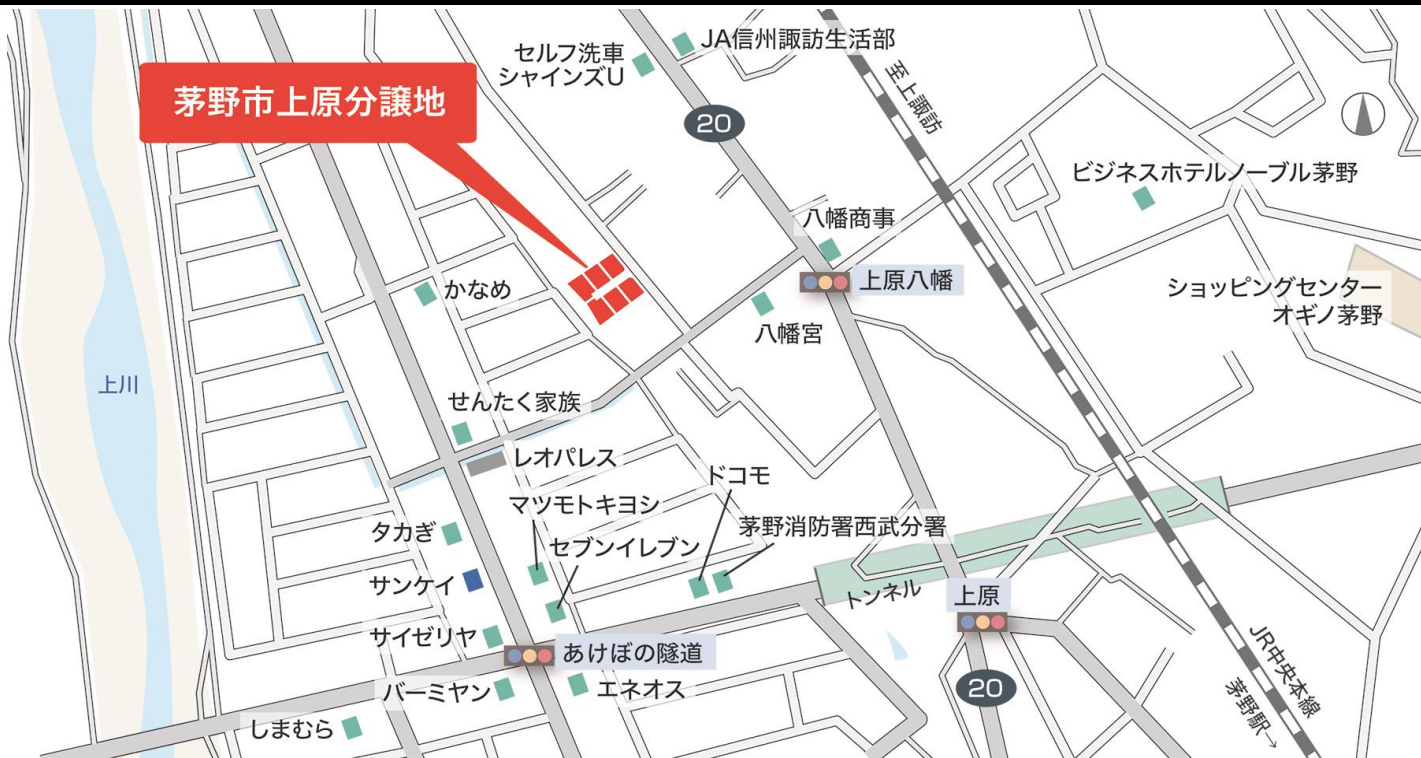 JA信州諏訪生活部
セルフ洗車
シャインズU
茅野市上原分譲地
20
至上諏訪
ビジネスホテルノーブル茅野
八幡商事
上原八幡
かなめ
八幡宮
ショッピングセンター
オギノ茅野
上川
せんたく家族
レオパレス
ドコモ
マツモトキヨシ
茅野消防署西武分署
タカぎ
セブンイレブン
サンケイ
トンネル
上原
サイゼリヤ
あけぼの隧道
バーミヤン
エネオス
20
JR中央本線
茅野駅→
しまむら